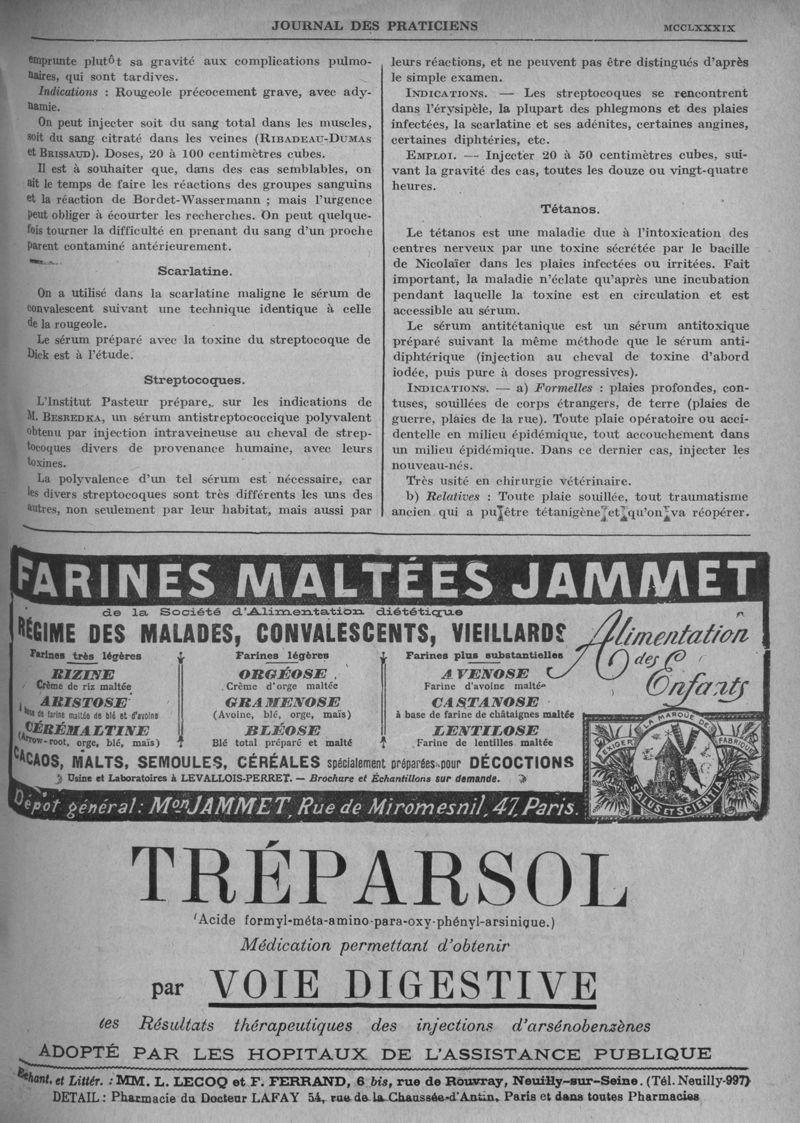 JOURNAL DES PRATICIENS
MCCLXXXIX
emprunte plutôt sa gravité aux complications pulmo-
naires, qui sont tardives.
Indications : Rougeole précocement grave, avec ady-
namie.
On peut injecter soit du sang total dans les muscles,
soit du sang citraté dans les veines (RIBADEAU-DUMAS
et BRISSAUD). Doses, 20 à 100 centimètres cubes.
Il est à souhaiter que, dans des cas semblables, on
ait le temps de faire les réactions des groupes sanguins
et la réaction de Bordet-Wassermann ; mais l'urgence
peut obliger à écourter les recherches. On peut quelque-
fois tourner la difficulté en prenant du sang d'un proche
parent contaminé antérieurement.
Scarlatine.
On a utilisé dans la scarlatine maligne le sérum de
convalescent suivant une technique identique à celle
de la rougeole.
Le sérum préparé avec la toxine du streptocoque de
Dick est à l'étude.
Streptocoques.
L'Institut Pasteur prépare, sur les indications de
M. BESREDKA, un sérum antistreptococcique polyvalent
obtenu par injection intraveineuse au cheval de strep-
tocoques divers de provenance humaine, avec leurs
toxines.
La polyvalence d'un tel sérum est nécessaire, car
les divers streptocoques sont très différents les uns des
autres, non seulement par leur habitat, mais aussi par
leurs réactions, et ne peuvent pas être distingués d'après
le simple examen.
INDICATIONS. — Les streptocoques se rencontrent
dans l'érysipèle, la plupart des phlegmons et des plaies
infectées, la scarlatine et ses adénites, certaines angines,
certaines diphtéries, etc.
EMPLOI. — Injecter 20 à 50 centimètres cubes, sui-
vant la gravité des cas, toutes les douze ou vingt-quatre
heures.
Tétanos.
Le tétanos est une maladie due à l'intoxication des
centres nerveux par une toxine sécrétée par le bacille
de Nicolaïer dans les plaies infectées ou irritées. Fait
important, la maladie n'éclate qu'après une incubation
pendant laquelle la toxine est en circulation et est
accessible au sérum.
Le sérum antitétanique est un sérum antitoxique
préparé suivant la même méthode que le sérum anti-
diphtérique (injection au cheval de toxine d'abord
iodée, puis pure à doses progressives).
INDICATIONS. — a) Formelles : plaies profondes, con-
tuses, souillées de corps étrangers, de terre (plaies de
guerre, plaies de la rue). Toute plaie opératoire ou acci-
dentelle en milieu épidémique, tout accouchement dans
un milieu épidémique. Dans ce dernier cas, injecter les
nouveau-nés.
Très usité en chirurgie vétérinaire.
b) Relatives : Toute plaie souillée, tout traumatisme
ancien qui a pu être tétanigène et qu'on va réopérer.
FARINES MALTÉES JAMMET
de la Société d'Alimentation diététique
RÉGIME DES MALADES, CONVALESCENTS, VIEILLARDS
Alimentation
des
Enfants
Farines très légères
RIZINE
Crème de riz maltée
ARISTOSE
à base de farine maltée de blé et d'avoine
CÉRÉMALTINE
(Arrow-root, orge, blé, maïs)
Farines légères
ORGÉOSE
Crème d'orge maltée
GRAMENOSE
(Avoine, blé, orge, maïs)
BLÉOSE
Blé total préparé et malté
Farines plus substantielles
AVENOSE
Farine d'avoine maltée
CASTANOSE
à base de farine de châtaignes maltée
LENTILOSE
Farine de lentilles maltée
CACAOS, MALTS, SEMOULES, CÉRÉALES spécialement préparées pour DÉCOCTIONS
Usine et Laboratoires à LEVALLOIS-PERRET. — Brochure et Échantillons sur demande.
Dépôt général: Mon JAMMET, Rue de Miromesnil, 47, Paris.
EXIGER LA MARQUE DE FABRIQUE
SALUS ET SCIENTIA
TRÉPARSOL
(Acide formyl-méta-amino-para-oxy-phényl-arsinique.)
Médication permettant d'obtenir
par VOIE DIGESTIVE
les Résultats thérapeutiques des injections d'arsénobenzènes
ADOPTÉ PAR LES HOPITAUX DE L'ASSISTANCE PUBLIQUE
Echant. et Littér. : MM. L. LECOQ et F. FERRAND, 6 bis, rue de Rouvray, Neuilly-sur-Seine. (Tél. Neuilly-997)
DETAIL : Pharmacie du Docteur LAFAY 54, rue de la Chaussée-d'Antin, Paris et dans toutes Pharmacies